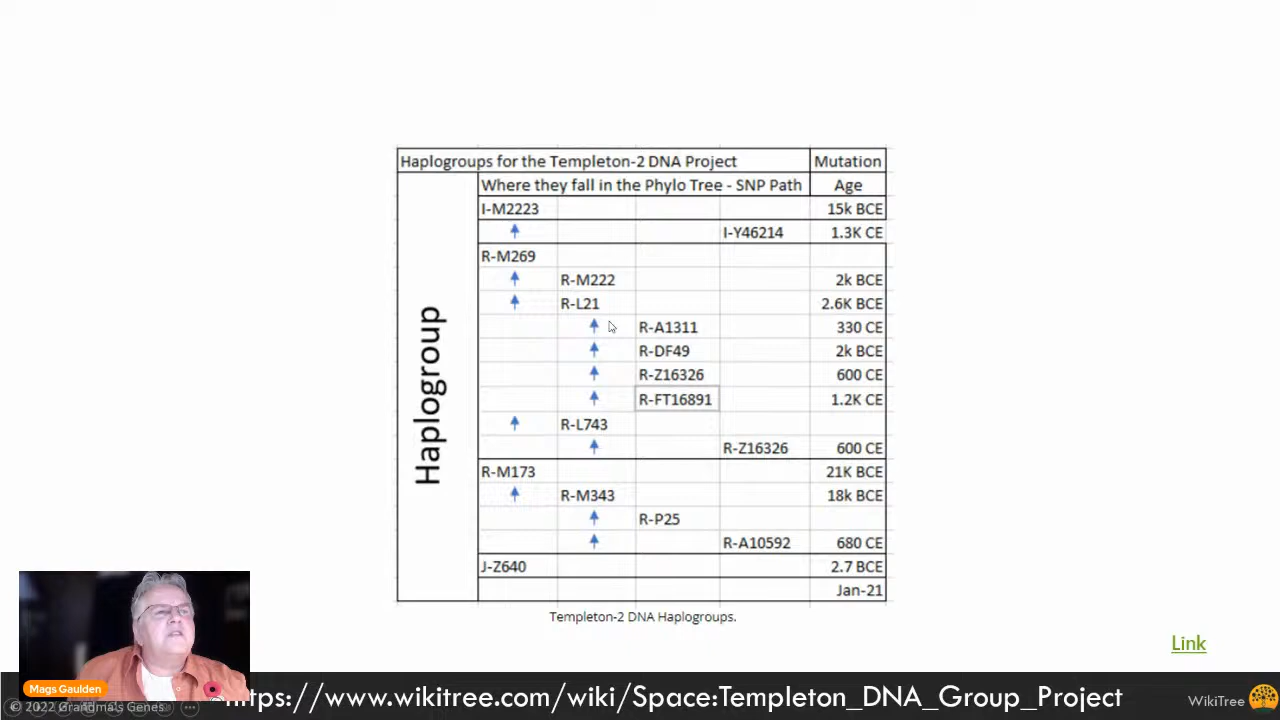 Haplogroups for the Templeton-2 DNA Project Mutation
Where they fall in the Phylo Tree - SNP Path Age
Haplogroup
I-M2223 15k BCE
I-Y46214 1.3K CE
R-M269
R-M222 2k BCE
R-L21 2.6K BCE
R-A1311 330 CE
R-DF49 2k BCE
R-Z16326 600 CE
R-FT16891 1.2K CE
R-L743
R-Z16326 600 CE
R-M173 21K BCE
R-M343 18k BCE
R-P25
R-A10592 680 CE
J-Z640 2.7 BCE
Jan-21
Templeton-2 DNA Haplogroups.
Link
Mags Gaulden
© 2022 Grandma's Genes
https://www.wikitree.com/wiki/Space:Templeton_DNA_Group_Project
WikiTree